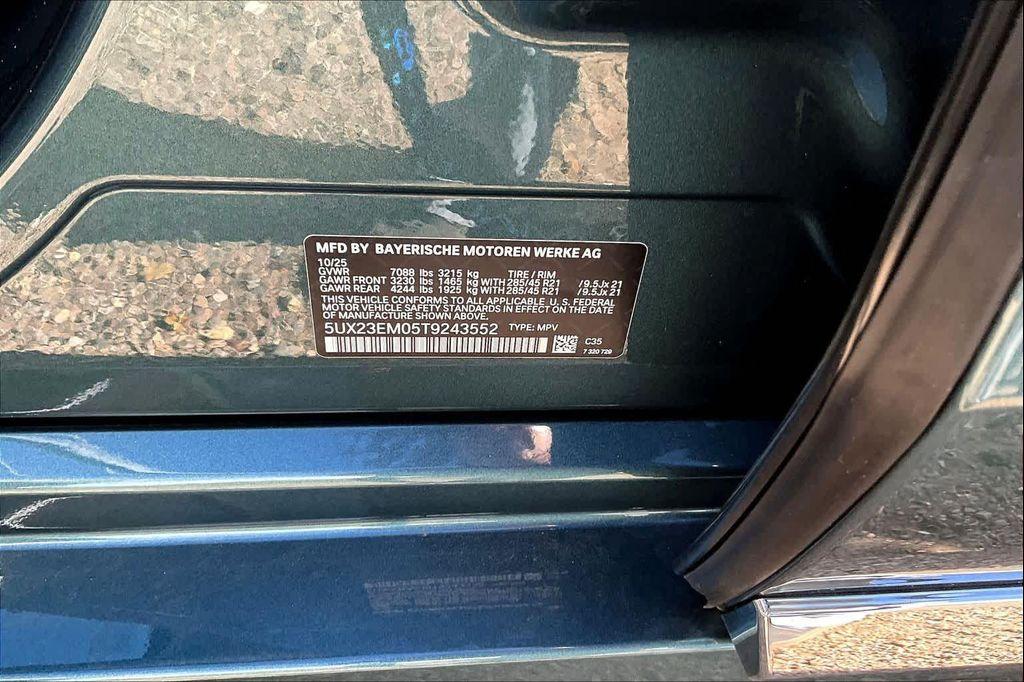 MFD BY BAYERISCHE MOTOREN WERKE AG
10/25
GVWR 7088 lbs 3215 kg TIRE / RIM
GAWR FRONT 3230 lbs 1465 kg WITH 285/45 R21 / 9.5Jx 21
GAWR REAR 4244 lbs 1925 kg WITH 285/45 R21 / 9.5Jx 21
THIS VEHICLE CONFORMS TO ALL APPLICABLE U. S. FEDERAL
MOTOR VEHICLE SAFETY STANDARDS IN EFFECT ON THE DATE
OF MANUFACTURE SHOWN ABOVE.
5UX23EM05T9243552 TYPE: MPV
C35
7 320 729